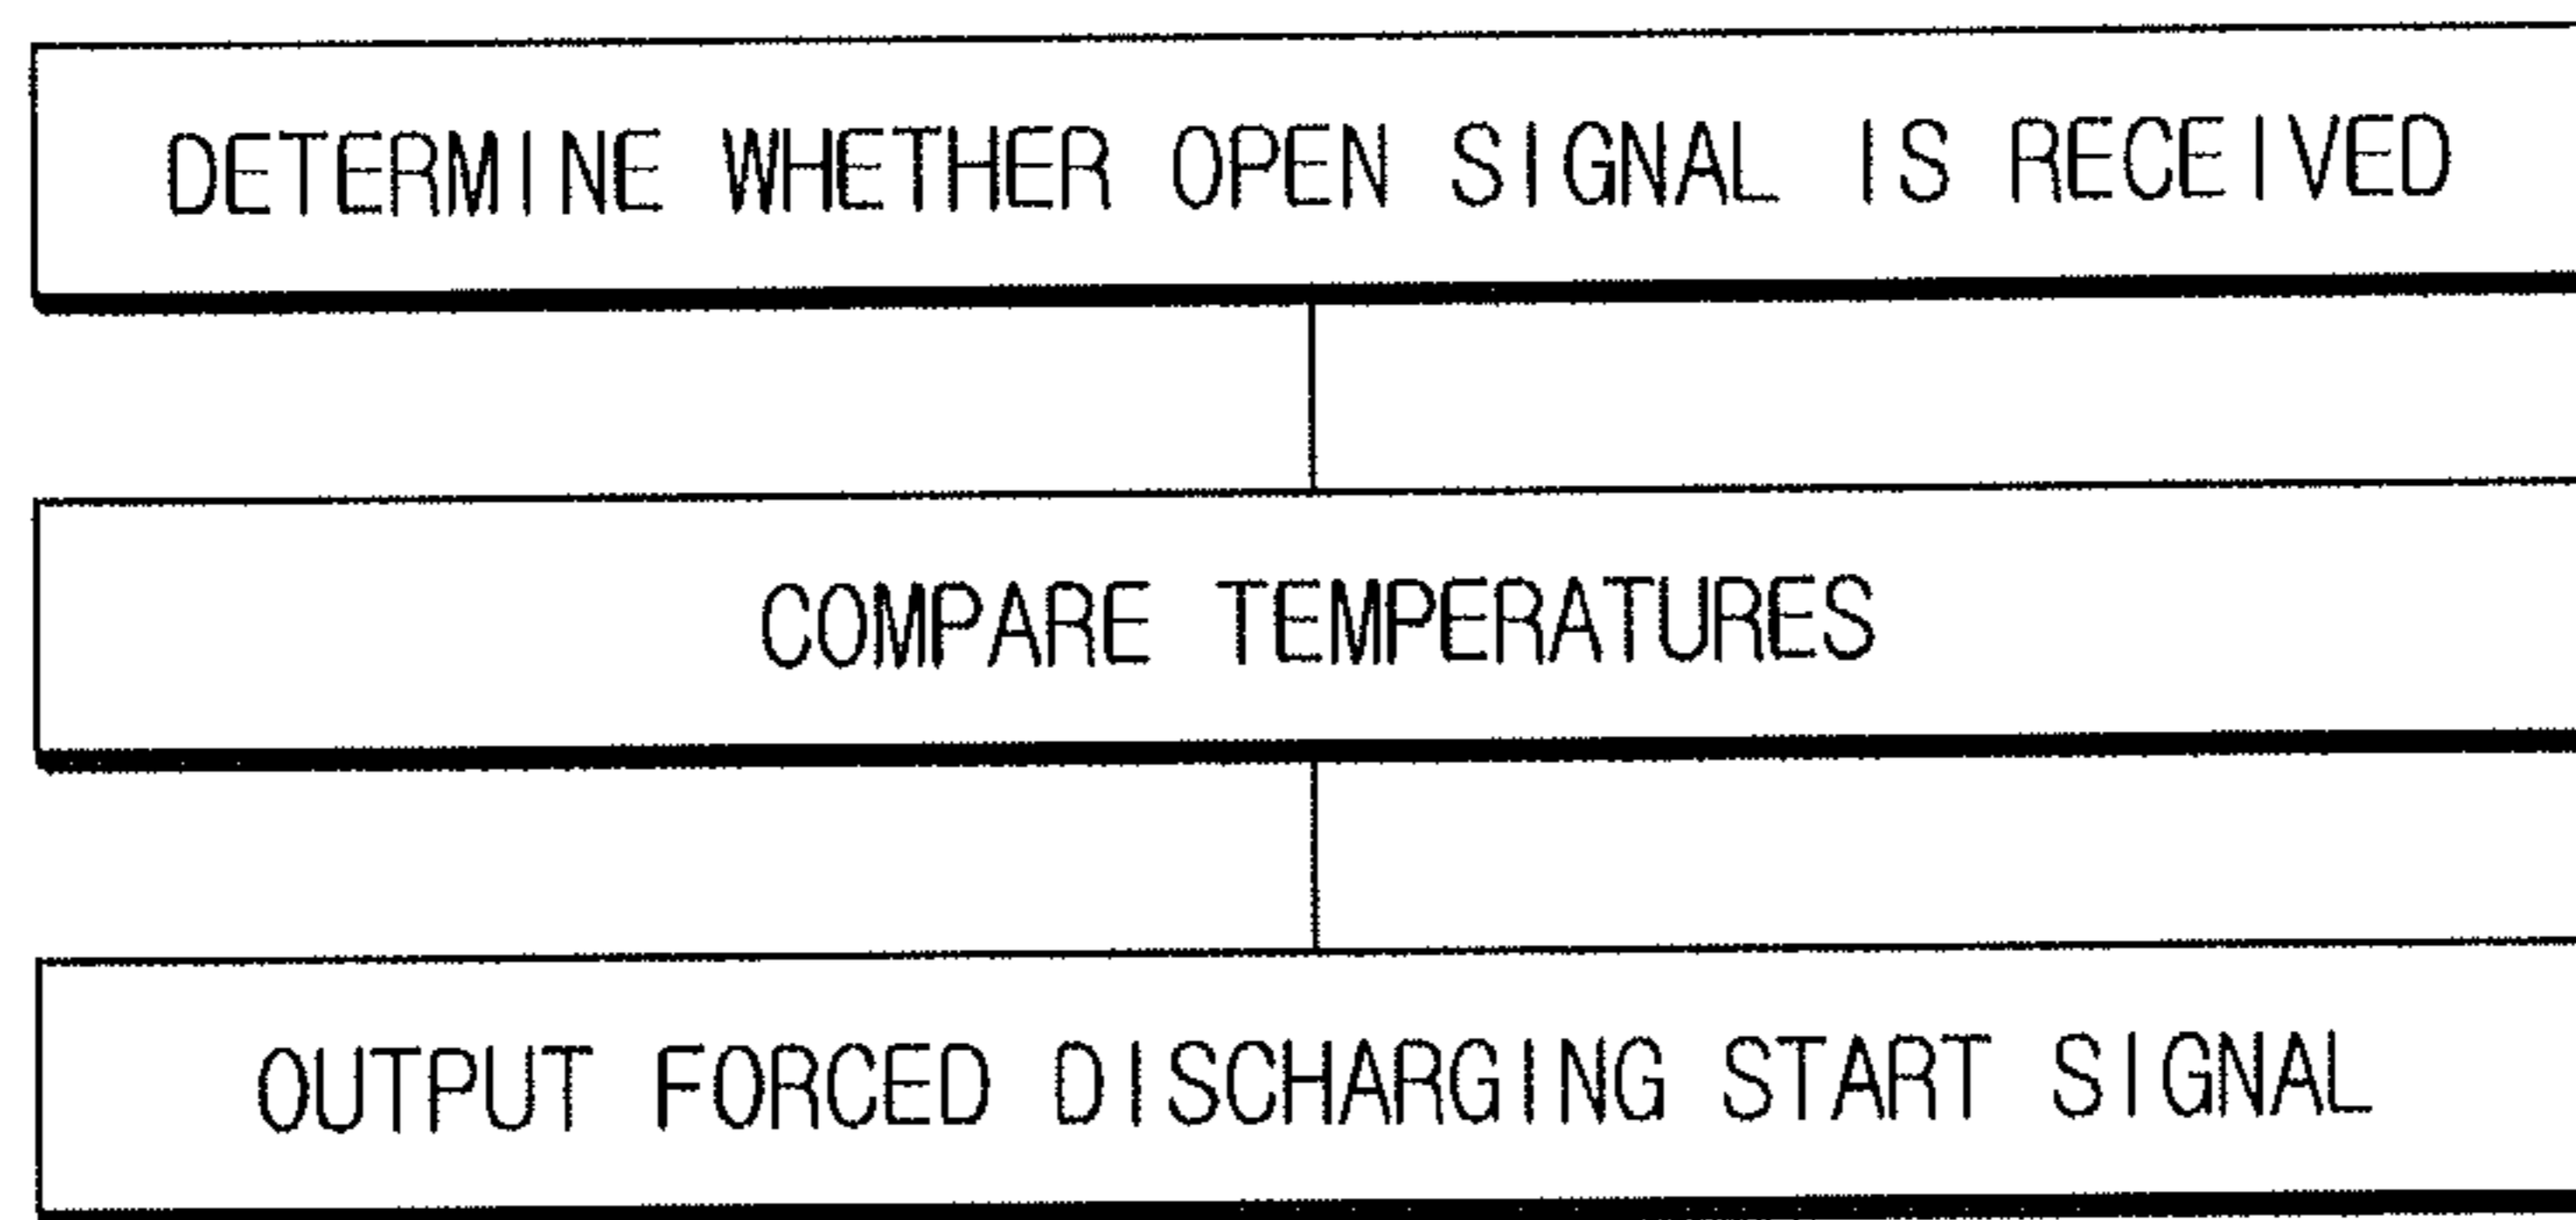 DETERMINE WHETHER OPEN SIGNAL IS RECEIVED
COMPARE TEMPERATURES
OUTPUT FORCED DISCHARGING START SIGNAL